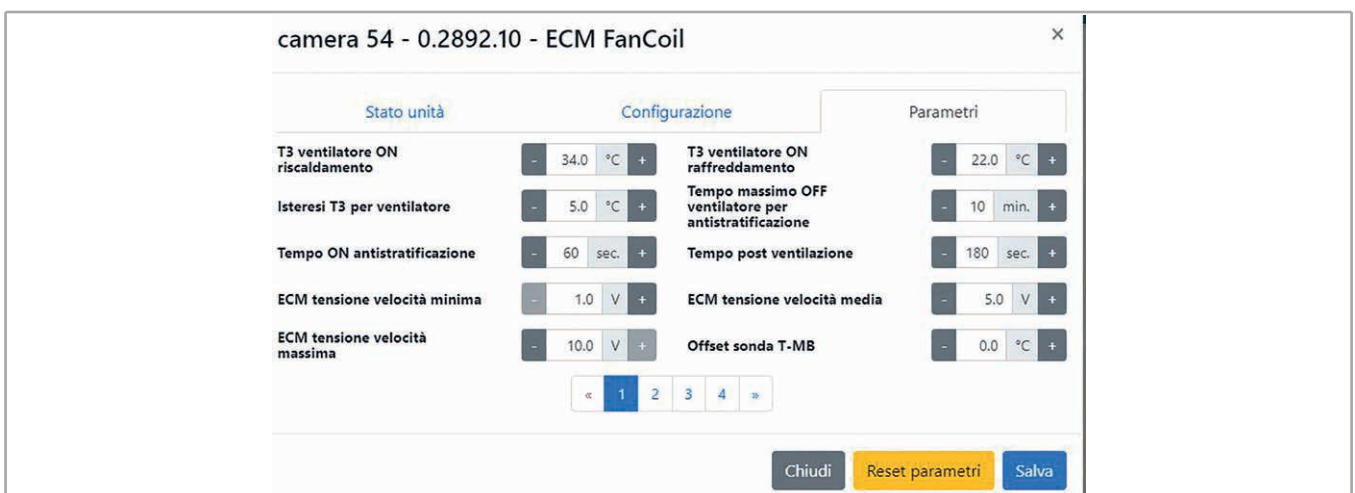 camera 54 - 0.2892.10 - ECM FanCoil ×
Stato unità Configurazione Parametri
T3 ventilatore ON
riscaldamento
- 34.0 °C +
T3 ventilatore ON
raffreddamento
- 22.0 °C +
Isteresi T3 per ventilatore - 5.0 °C +
Tempo massimo OFF
ventilatore per
antistratificazione
- 10 min. +
Tempo ON antistratificazione - 60 sec. +
Tempo post ventilazione - 180 sec. +
ECM tensione velocità minima - 1.0 V +
ECM tensione velocità media - 5.0 V +
ECM tensione velocità
massima
- 10.0 V +
Offset sonda T-MB - 0.0 °C +
« 1 2 3 4 »
Chiudi Reset parametri Salva